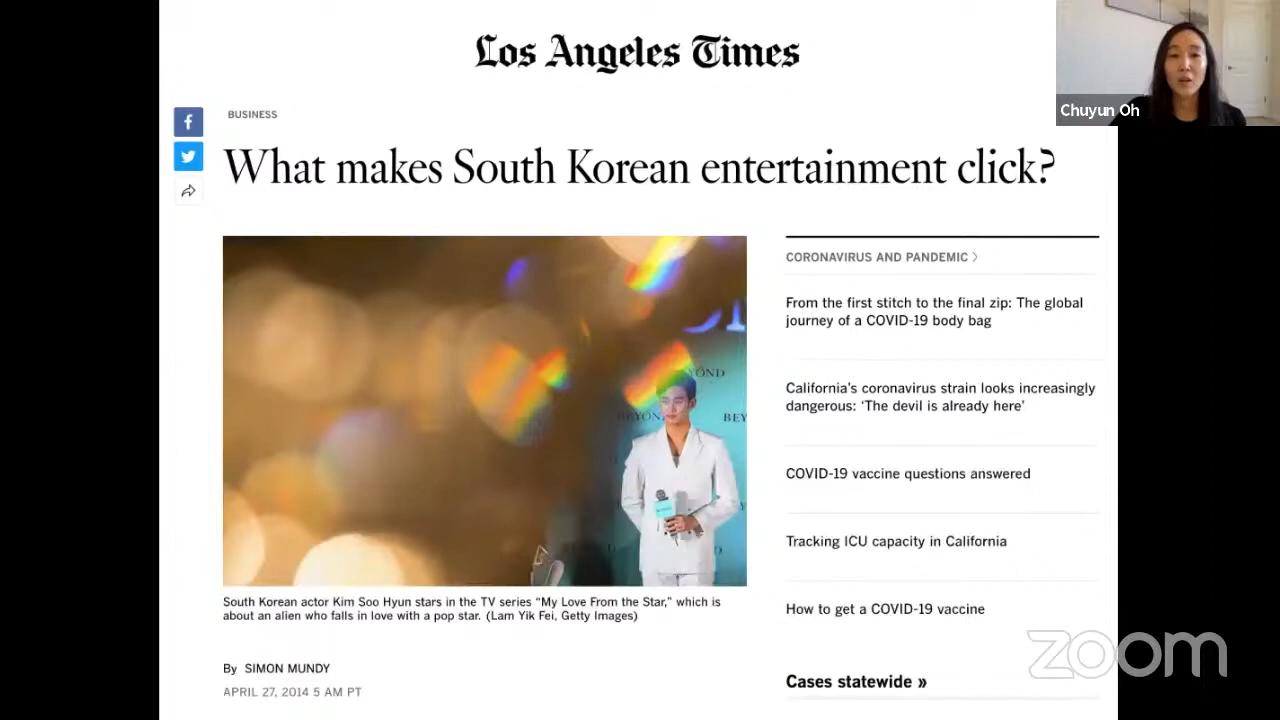 Los Angeles Times
Chuyun Oh
BUSINESS
What makes South Korean entertainment click?
CORONAVIRUS AND PANDEMIC
From the first stitch to the final zip: The global
journey of a COVID-19 body bag
California's coronavirus strain looks increasingly
dangerous: ‘The devil is already here’
COVID-19 vaccine questions answered
Tracking ICU capacity in California
How to get a COVID-19 vaccine
Cases statewide »
YOND
BEYON
BEY
South Korean actor Kim Soo Hyun stars in the TV series “My Love From the Star,” which is
about an alien who falls in love with a pop star. (Lam Yik Fei, Getty Images)
By SIMON MUNDY
APRIL 27, 2014 5 AM PT
zoom